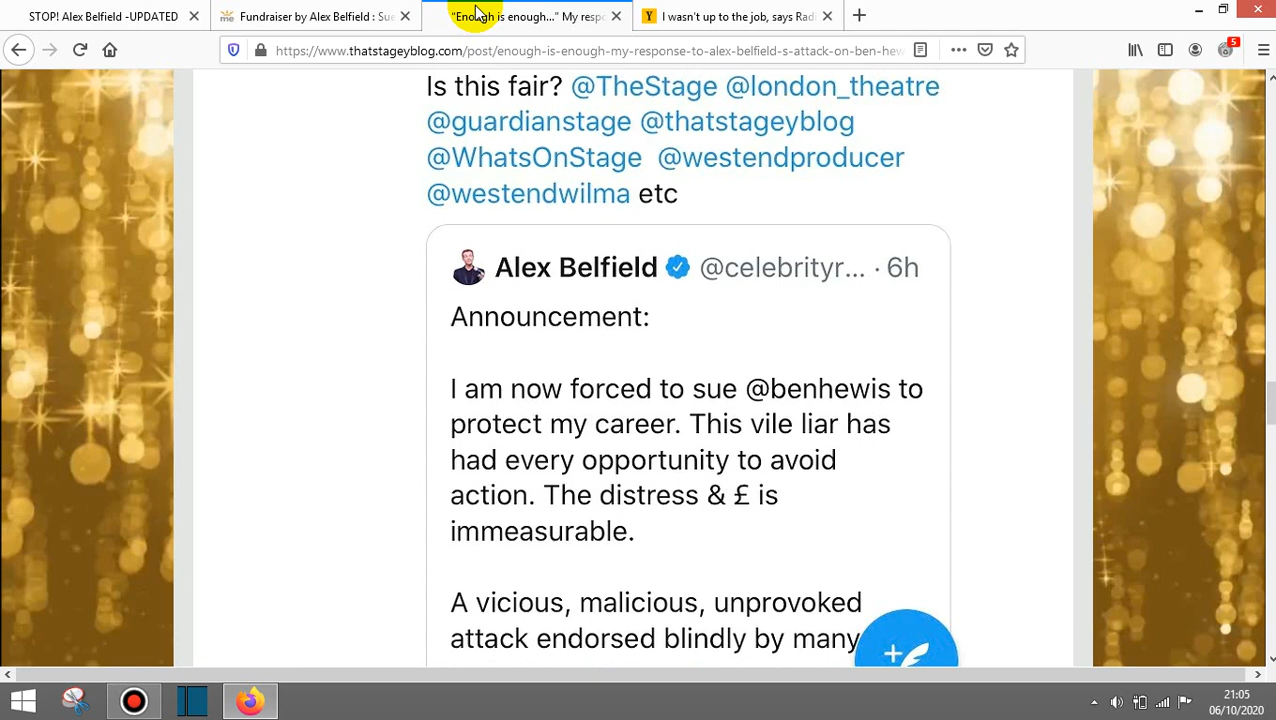 STOP! Alex Belfield -UPDATED
Fundraiser by Alex Belfield : Sue
"Enough is enough..." My respo
I wasn't up to the job, says Radi
https://www.thatstageyblog.com/post/enough-is-enough-my-response-to-alex-belfield-s-attack-on-ben-hew
5
Is this fair? @TheStage @london_theatre
@guardianstage @thatstageyblog
@WhatsOnStage @westendproducer
@westendwilma etc
Alex Belfield @celebrityr... · 6h
Announcement:
I am now forced to sue @benhewis to
protect my career. This vile liar has
had every opportunity to avoid
action. The distress & £ is
immeasurable.
A vicious, malicious, unprovoked
attack endorsed blindly by many
21:05
06/10/2020